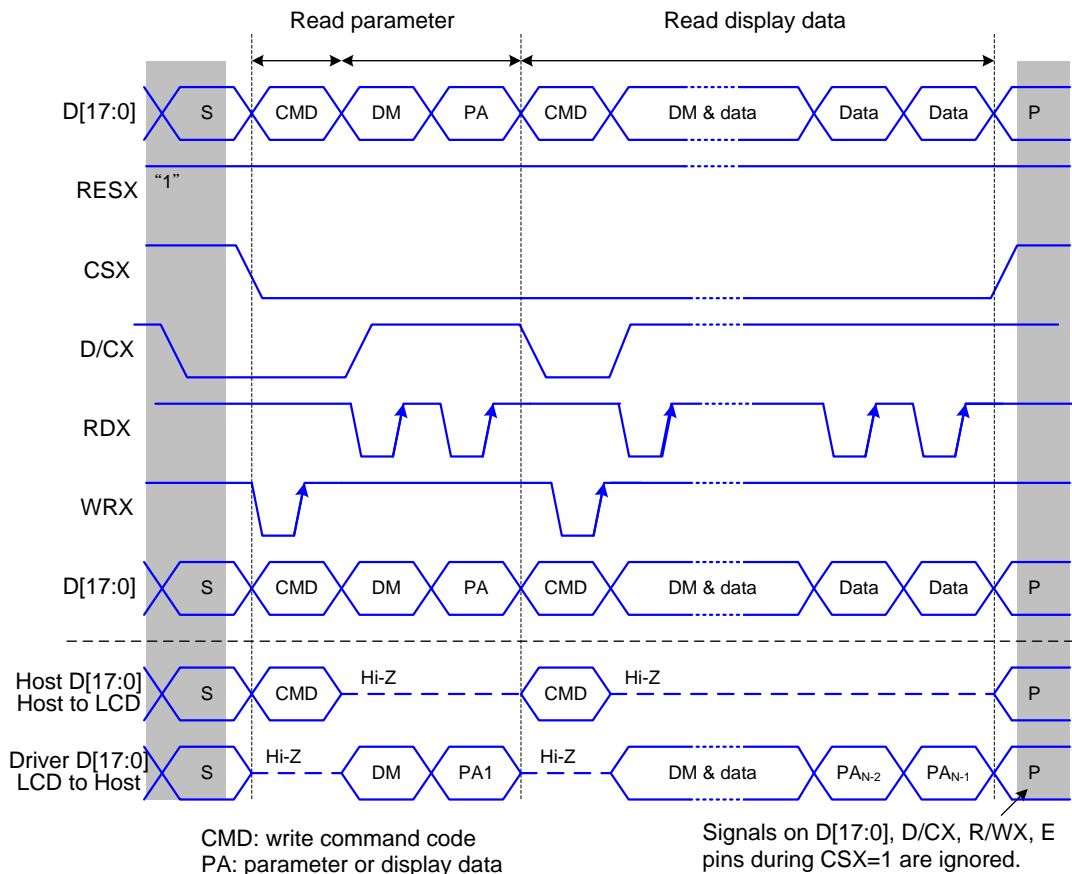 Read parameter Read display data
D[17:0] S CMD DM PA CMD DM & data Data Data P
RESX “1”
CSX
D/CX
RDX
WRX
D[17:0] S CMD DM PA CMD DM & data Data Data P
Host D[17:0] S CMD Hi-Z CMD Hi-Z P
Host to LCD
Driver D[17:0] S Hi-Z DM PA1 Hi-Z DM & data PAN-2 PAN-1 P
LCD to Host
CMD: write command code
PA: parameter or display data
Signals on D[17:0], D/CX, R/WX, E
pins during CSX=1 are ignored.